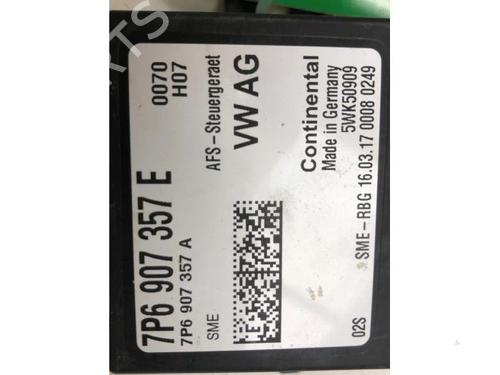 7P6 907 357 E
7P6 907 357 A
SME
0070
H07
AFS-Steuergeraet
VW AG
Continental
Made in Germany
5WK50909
SME-RBG 16.03.17 0008 0249
02S